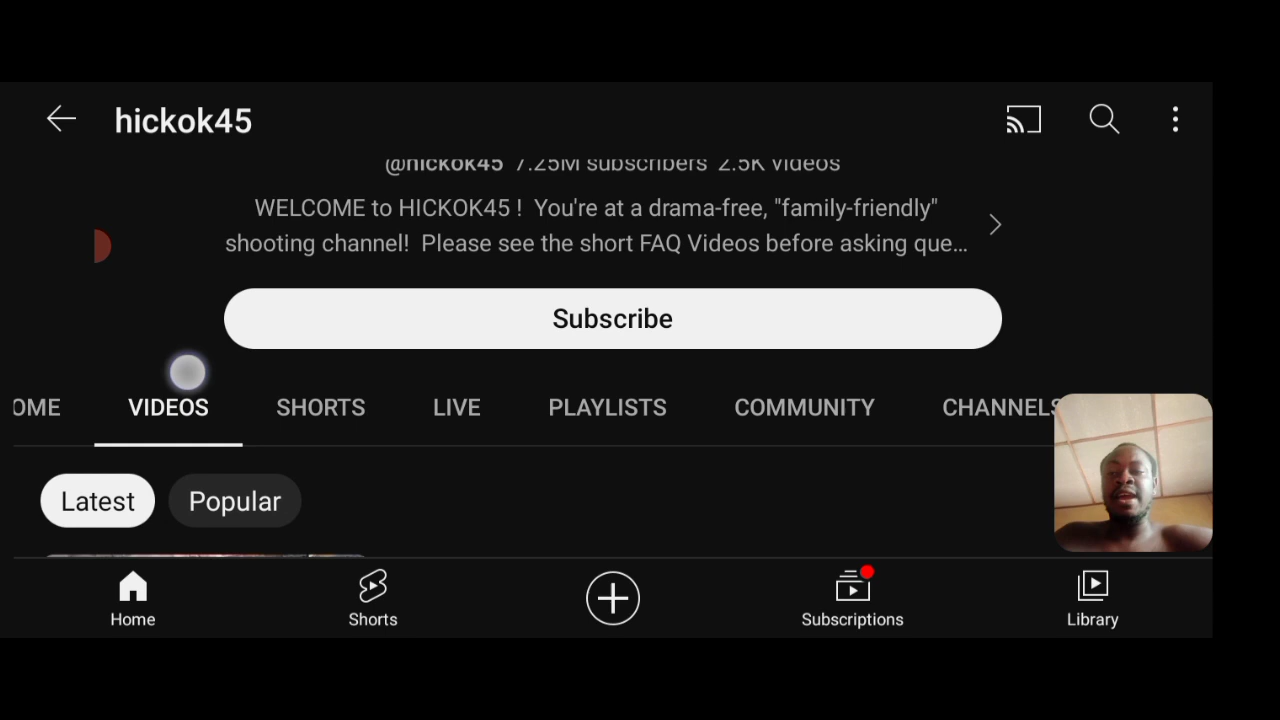 hickok45
@hickok45 7.25M subscribers 2.5K videos
WELCOME to HICKOK45 ! You're at a drama-free, "family-friendly"
shooting channel! Please see the short FAQ Videos before asking que...
Subscribe
OME VIDEOS SHORTS LIVE PLAYLISTS COMMUNITY CHANNELS
Latest Popular
Home Shorts Subscriptions Library